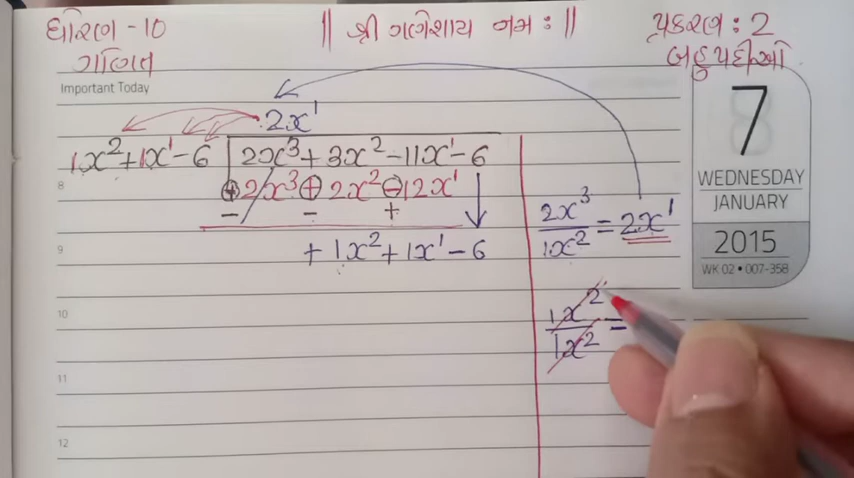 ધોરણ -10 || શ્રી ગણેશાય નમઃ || પ્રકરણ : 2
ગણિત બહુપદીઓ
Important Today
2x¹
1x²+1x¹-6 2x³+3x²-11x¹-6
+2x³+2x²-12x¹
- - +
+1x²+1x¹-6
2x³/1x² = 2x¹
1x²/1x² =
8
9
10
11
12
7
WEDNESDAY
JANUARY
2015
WK 02 • 007-358